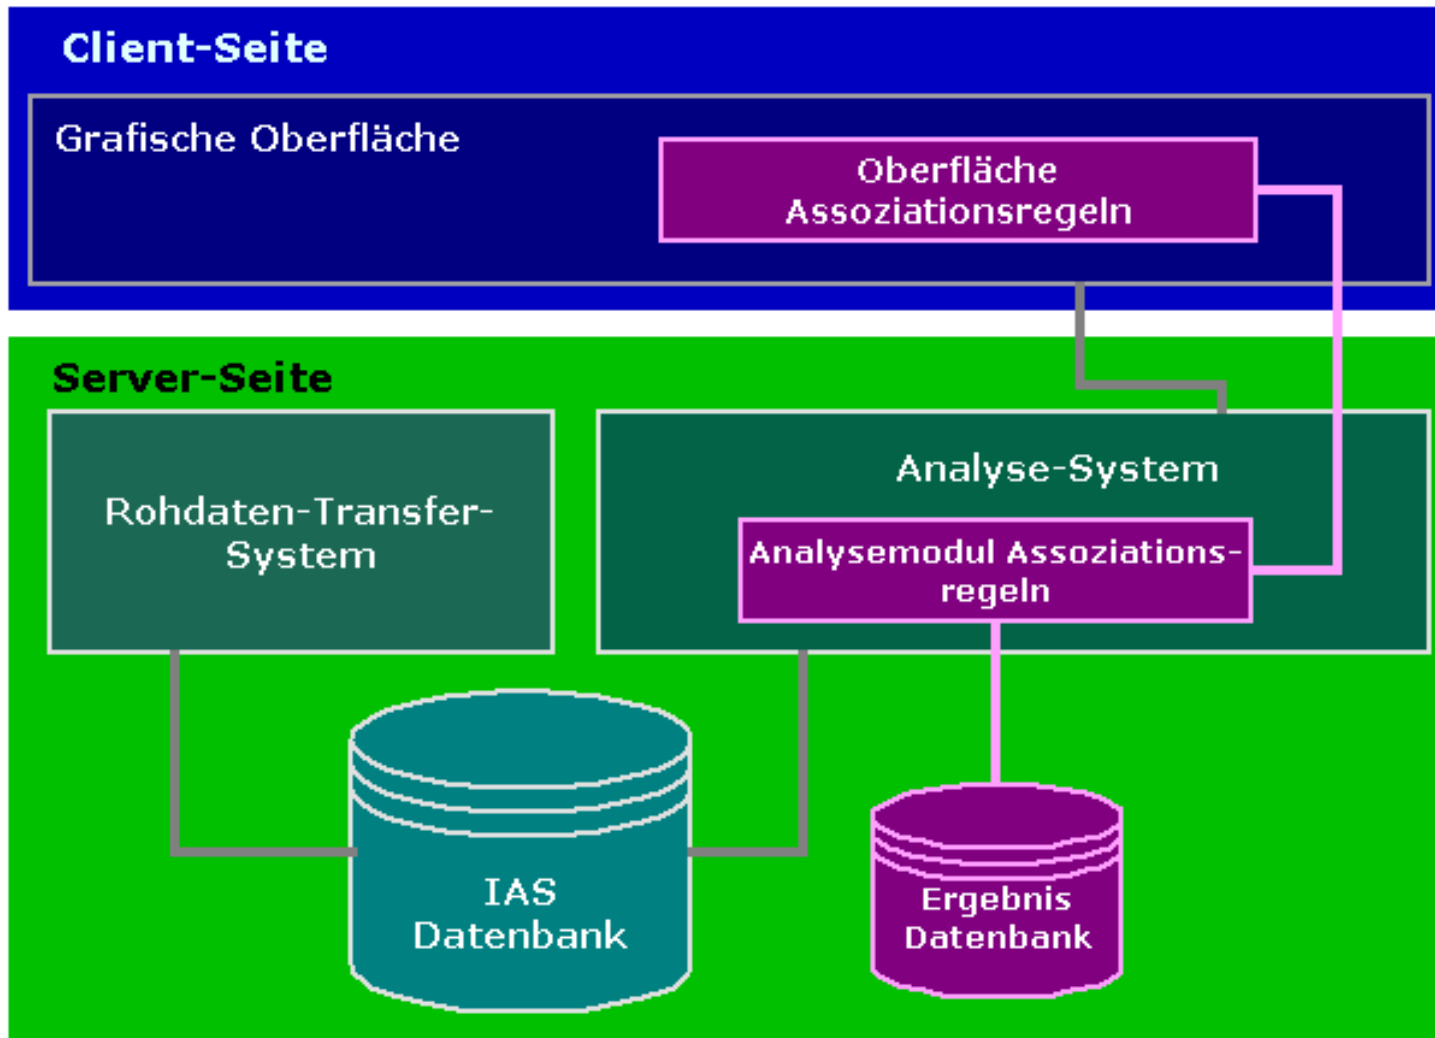 Client-Seite
Grafische Oberfläche
Oberfläche
Assoziationsregeln
Server-Seite
Rohdaten-Transfer-
System
Analyse-System
Analysemodul Assoziations-
regeln
IAS
Datenbank
Ergebnis
Datenbank